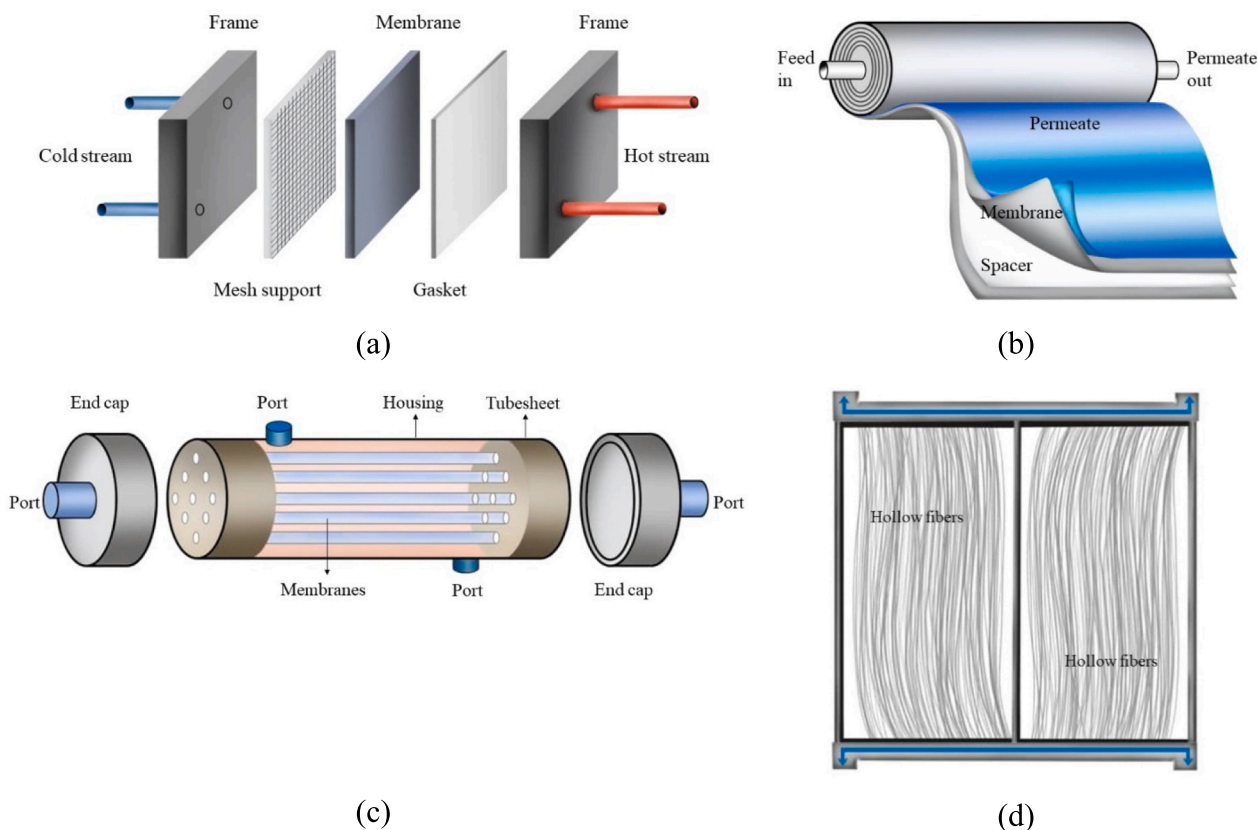 Frame
Membrane
Frame
Cold stream
Hot stream
Mesh support
Gasket
(a)
Feed
in
Permeate
out
Permeate
Membrane
Spacer
(b)
End cap
Port
Housing
Tubesheet
Port
Port
Membranes
Port
End cap
(c)
Hollow fibers
Hollow fibers
(d)